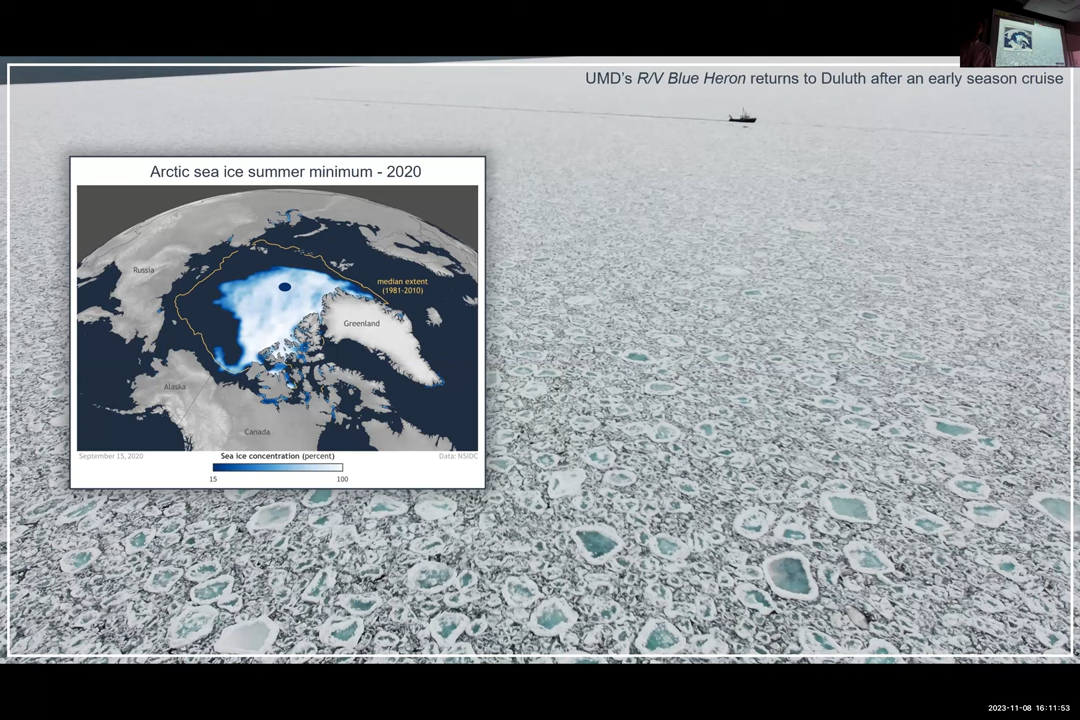 UMD's R/V Blue Heron returns to Duluth after an early season cruise
Arctic sea ice summer minimum - 2020
Russia
median extent
(1981-2010)
Greenland
Alaska
Canada
September 15, 2020
Sea ice concentration (percent)
Data: NSIDC
15
100
2023-11-08 16:11:53